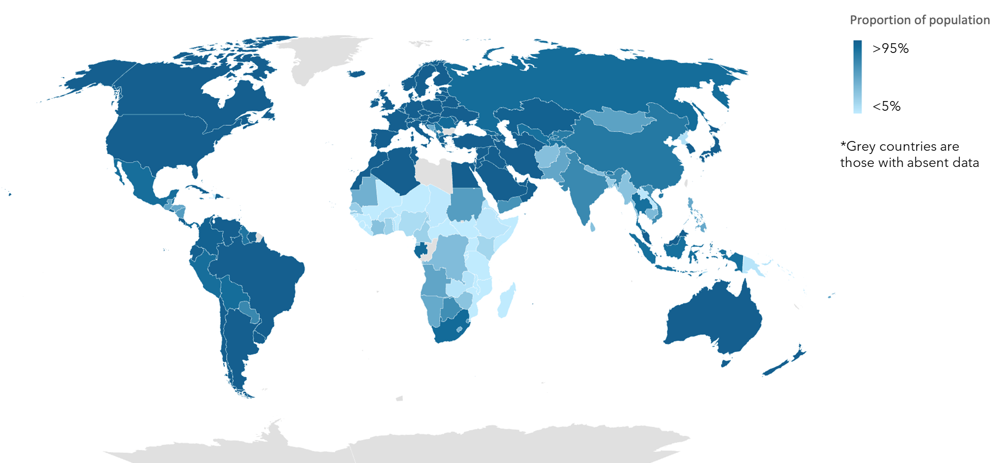 Proportion of population
>95%
<5%
*Grey countries are
those with absent data